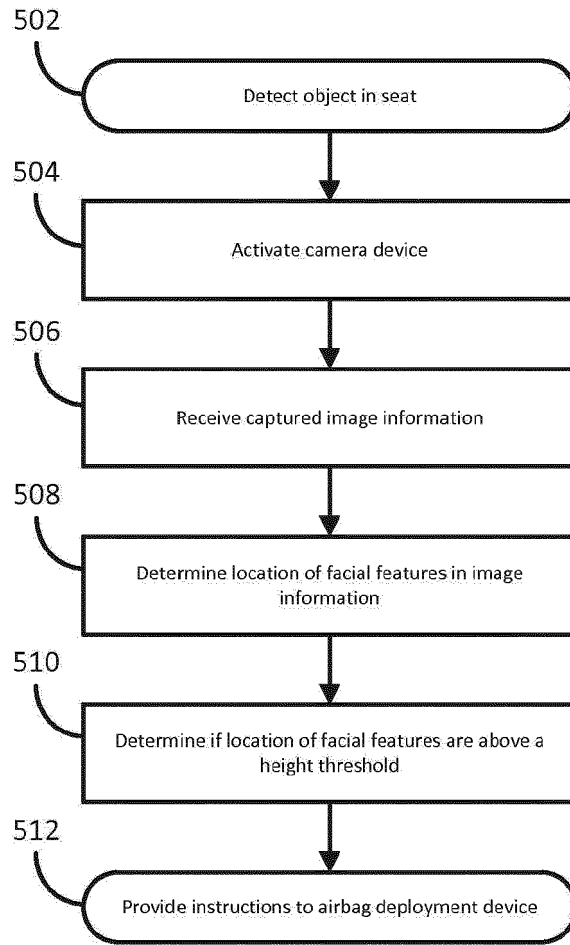 502
Detect object in seat
504
Activate camera device
506
Receive captured image information
508
Determine location of facial features in image
information
510
Determine if location of facial features are above a
height threshold
512
Provide instructions to airbag deployment device